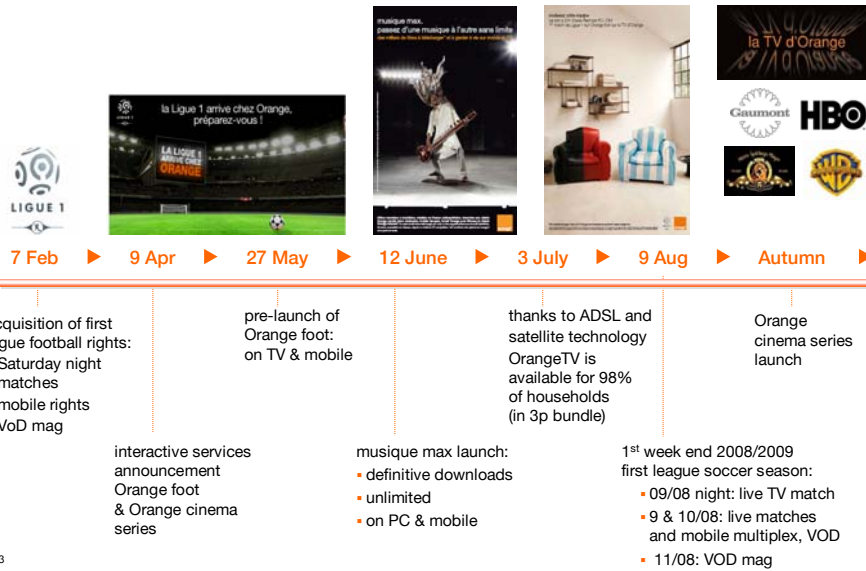 musique max.
passez d'une musique à l'autre sans limite
la TV d'Orange
Gaumont
HBO
la Ligue 1 arrive chez Orange,
préparez-vous !
LA LIGUE 1
ARRIVE CHEZ
ORANGE
LIGUE 1
7 Feb
9 Apr
27 May
12 June
3 July
9 Aug
Autumn
cquisition of first
gue football rights:
Saturday night
matches
mobile rights
VoD mag
interactive services
announcement
Orange foot
& Orange cinema
series
pre-launch of
Orange foot:
on TV & mobile
musique max launch:
▪ definitive downloads
▪ unlimited
▪ on PC & mobile
thanks to ADSL and
satellite technology
OrangeTV is
available for 98%
of households
(in 3p bundle)
1st week end 2008/2009
first league soccer season:
▪ 09/08 night: live TV match
▪ 9 & 10/08: live matches
and mobile multiplex, VOD
▪ 11/08: VOD mag
Orange
cinema series
launch
3